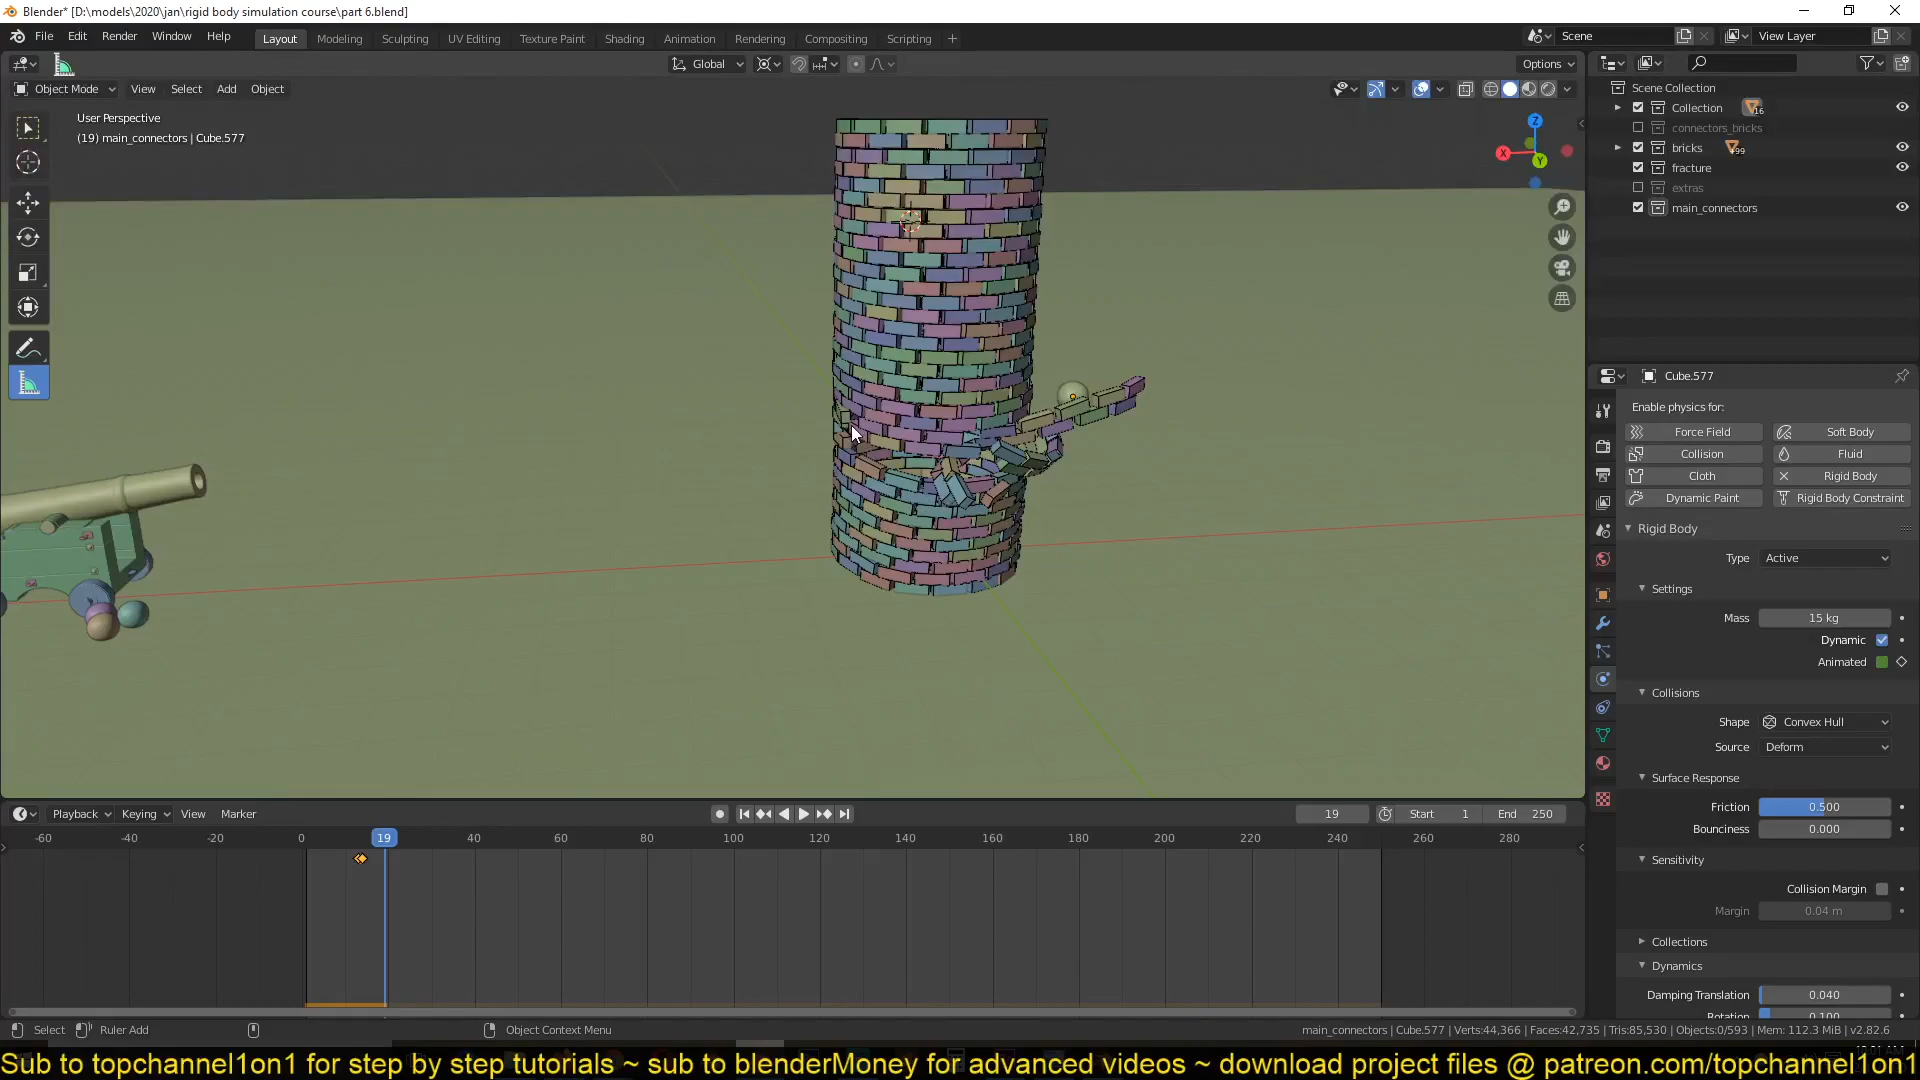 Blender* [D:\models\2020\jan\rigid body simulation course\part 6.blend]
File Edit Render Window Help Layout Modeling Sculpting UV Editing Texture Paint Shading Animation Rendering Compositing Scripting Scene View Layer
Global Options
Object Mode View Select Add Object
User Perspective
(19) main_connectors | Cube.577
Z
X
Y
Scene Collection
Collection 16
connectors_bricks
bricks
fracture
extras
main_connectors
Cube.577
Enable physics for:
Force Field Soft Body
Collision Fluid
Cloth Rigid Body
Dynamic Paint Rigid Body Constraint
Rigid Body
Type Active
Settings
Mass 15 kg
Dynamic
Animated
Collisions
Shape Convex Hull
Source Deform
Surface Response
Friction 0.500
Bounciness 0.000
Sensitivity
Collision Margin
Margin 0.04 m
Collections
Dynamics
Damping Translation 0.040
Rotation 0.100
Playback Keying View Marker 19 Start 1 End 250
-60 -40 -20 0 19 40 60 80 100 120 140 160 180 200 220 240 260 280
Select Ruler Add Object Context Menu main_connectors | Cube.577 | Verts:44,366 | Faces:42,735 | Tris:85,530 | Objects:0/593 | Mem: 112.3 MiB | v2.82.6
Sub to topchannel1on1 for step by step tutorials ~ sub to blenderMoney for advanced videos ~ download project files @ patreon.com/topchannel1on1